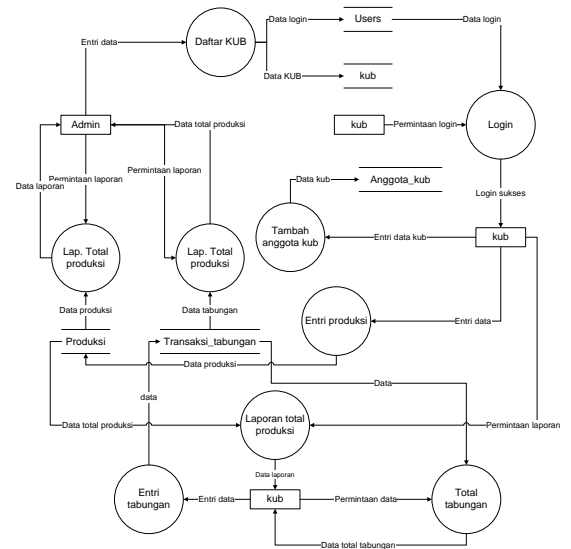 Data login
Users
Data login
Entri data
Daftar KUB
Data KUB
kub
Admin
Data total produksi
kub
Permintaan login
Login
Permintaan laporan
Permintaan laporan
Data laporan
Data kub
Anggota_kub
Login sukses
Lap. Total
produksi
Lap. Total
produksi
Tambah
anggota kub
Entri data kub
kub
Data produksi
Data tabungan
Entri produksi
Entri data
Produksi
Transaksi_tabungan
Data produksi
Data
data
Laporan total
produksi
Data total produksi
Permintaan laporan
Data laporan
Entri
tabungan
Entri data
kub
Permintaan data
Total
tabungan
Data total tabungan